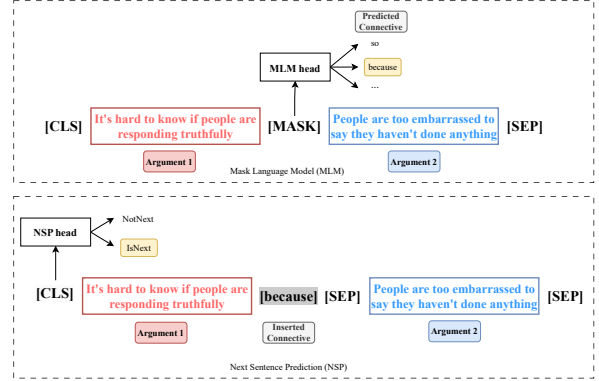 Predicted
Connective
so
MLM head
because
...
[CLS] It's hard to know if people are responding truthfully [MASK] People are too embarrassed to say they haven't done anything [SEP]
Argument 1
Argument 2
Mask Language Model (MLM)
NotNext
NSP head
IsNext
[CLS] It's hard to know if people are responding truthfully [because] [SEP] People are too embarrassed to say they haven't done anything [SEP]
Argument 1
Inserted
Connective
Argument 2
Next Sentence Prediction (NSP)